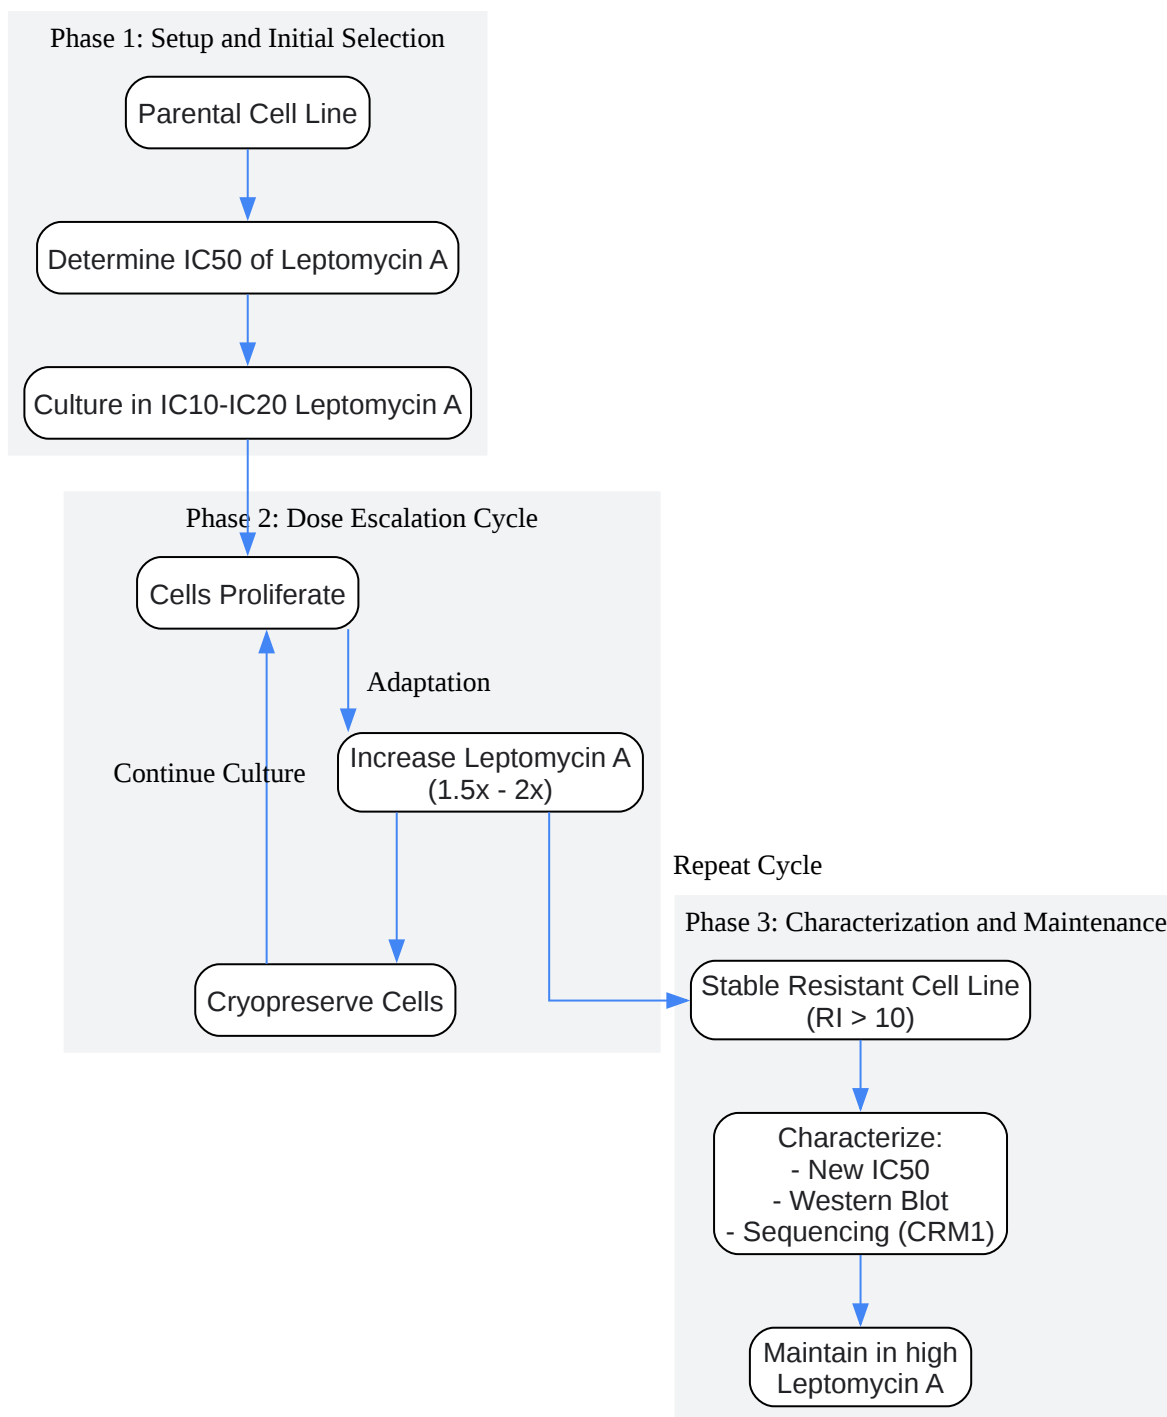 Phase 1: Setup and Initial Selection
Parental Cell Line
Determine IC50 of Leptomycin A
Culture in IC10-IC20 Leptomycin A
Phase 2: Dose Escalation Cycle
Cells Proliferate
Adaptation
Increase Leptomycin A
(1.5x - 2x)
Continue Culture
Repeat Cycle
Cryopreserve Cells
Phase 3: Characterization and Maintenance
Stable Resistant Cell Line
(RI > 10)
Characterize:
- New IC50
- Western Blot
- Sequencing (CRM1)
Maintain in high
Leptomycin A